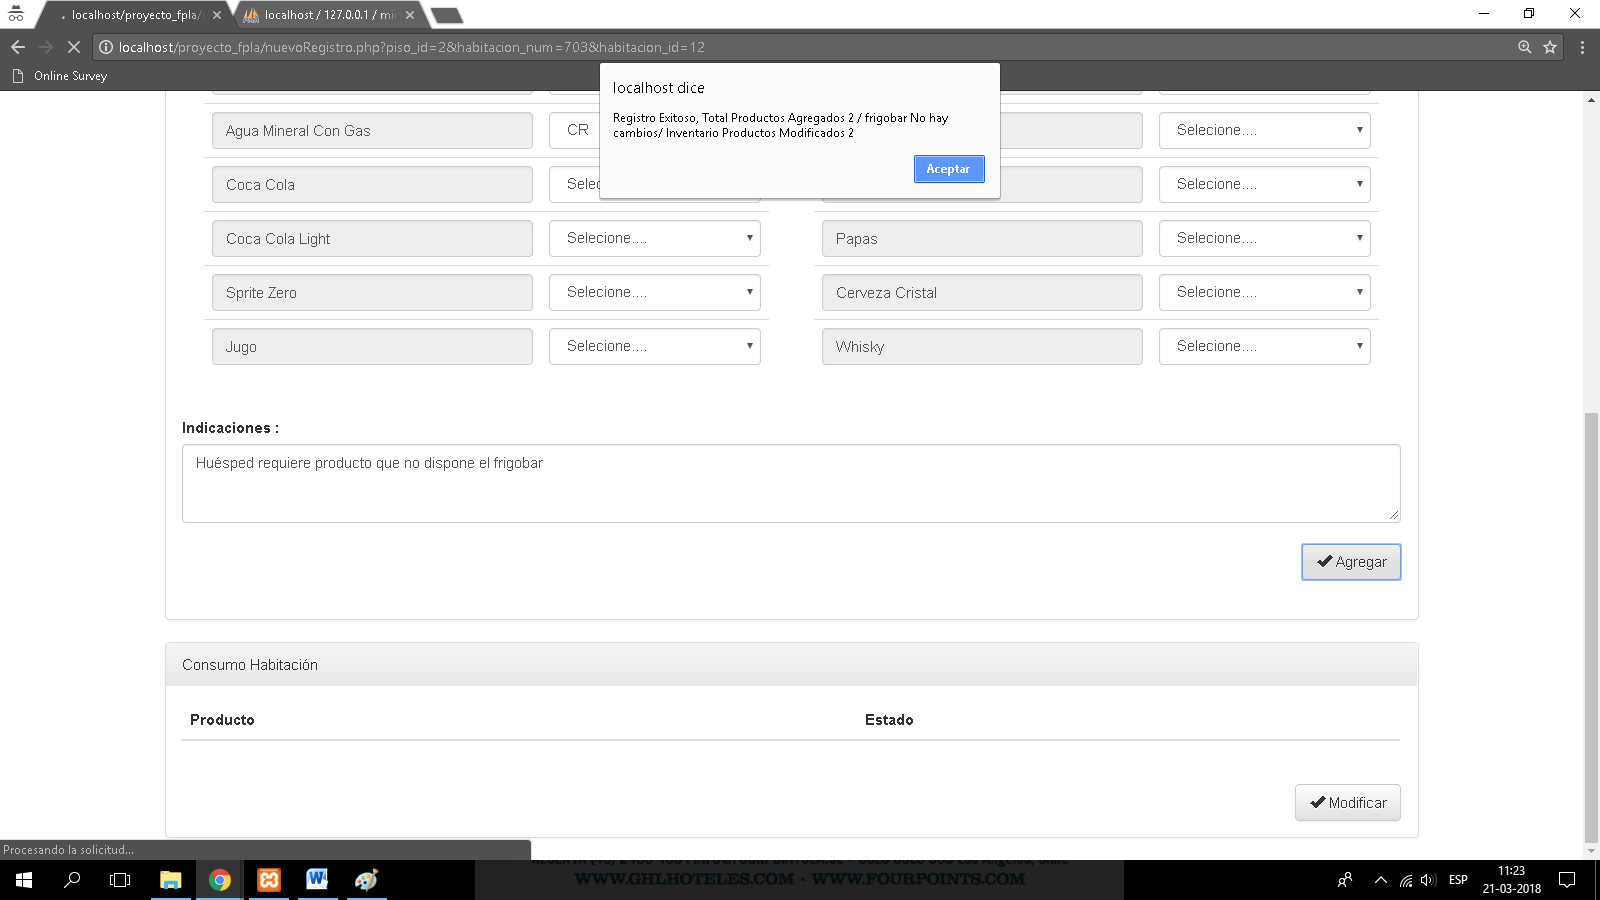 localhost/proyecto_fpla/
localhost / 127.0.0.1 / mi
localhost/proyecto_fpla/nuevoRegistro.php?piso_id=2&habitacion_num=703&habitacion_id=12
Online Survey
localhost dice
Registro Exitoso, Total Productos Agregados 2 / frigobar No hay
cambios/ Inventario Productos Modificados 2
Aceptar
Agua Mineral Con Gas
CR
Selecione....
Coca Cola
Selec
Selecione....
Coca Cola Light
Selecione....
Papas
Selecione....
Sprite Zero
Selecione....
Cerveza Cristal
Selecione....
Jugo
Selecione....
Whisky
Selecione....
Indicaciones :
Huésped requiere producto que no dispone el frigobar
Agregar
Consumo Habitación
Producto
Estado
Modificar
Procesando la solicitud...
WWW.GHLHOTELES.COM · WWW.FOURPOINTS.COM
ESP
11:23
21-03-2018